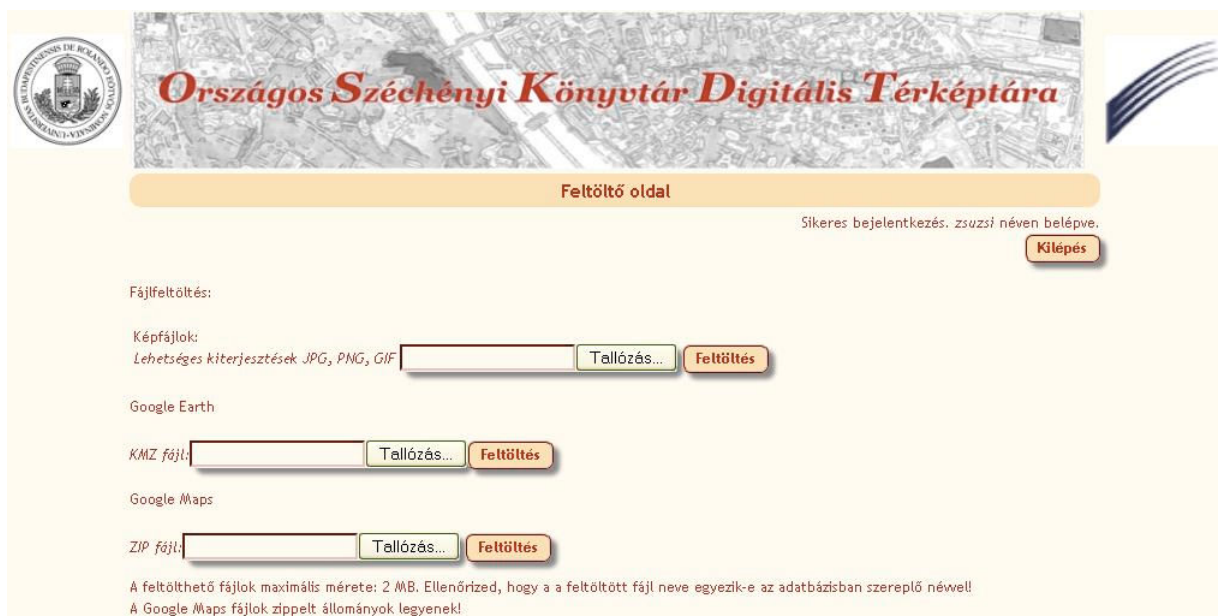 Országos Széchényi Könyvtár Digitális Térképtára
Feltöltő oldal
Sikeres bejelentkezés. zsuzsi néven belépve.
Kilépés
Fájlfeltöltés:
Képfájlok:
Lehetséges kiterjesztések JPG, PNG, GIF Tallózás... Feltöltés
Google Earth
KMZ fájl: Tallózás... Feltöltés
Google Maps
ZIP fájl: Tallózás... Feltöltés
A feltölthető fájlok maximális mérete: 2 MB. Ellenőrized, hogy a a feltöltött fájl neve egyezik-e az adatbázisban szereplő névvel!
A Google Maps fájlok zippelt állományok legyenek!